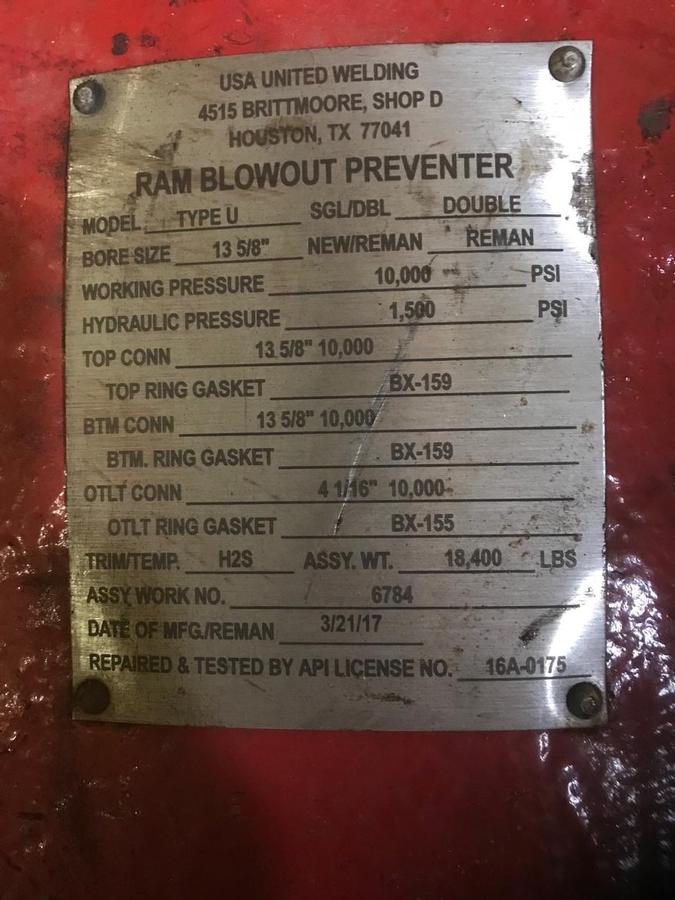 USA UNITED WELDING
4515 BRITTMOORE, SHOP D
HOUSTON, TX 77041
RAM BLOWOUT PREVENTER
MODEL TYPE U SGL/DBL DOUBLE
BORE SIZE 13 5/8" NEW/REMAN REMAN
WORKING PRESSURE 10,000 PSI
HYDRAULIC PRESSURE 1,500 PSI
TOP CONN 13 5/8" 10,000
TOP RING GASKET BX-159
BTM CONN 13 5/8" 10,000
BTM. RING GASKET BX-159
OTLT CONN 4 1/16" 10,000
OTLT RING GASKET BX-155
TRIM/TEMP. H2S ASSY. WT. 18,400 LBS
ASSY WORK NO. 6784
DATE OF MFG./REMAN 3/21/17
REPAIRED & TESTED BY API LICENSE NO. 16A-0175